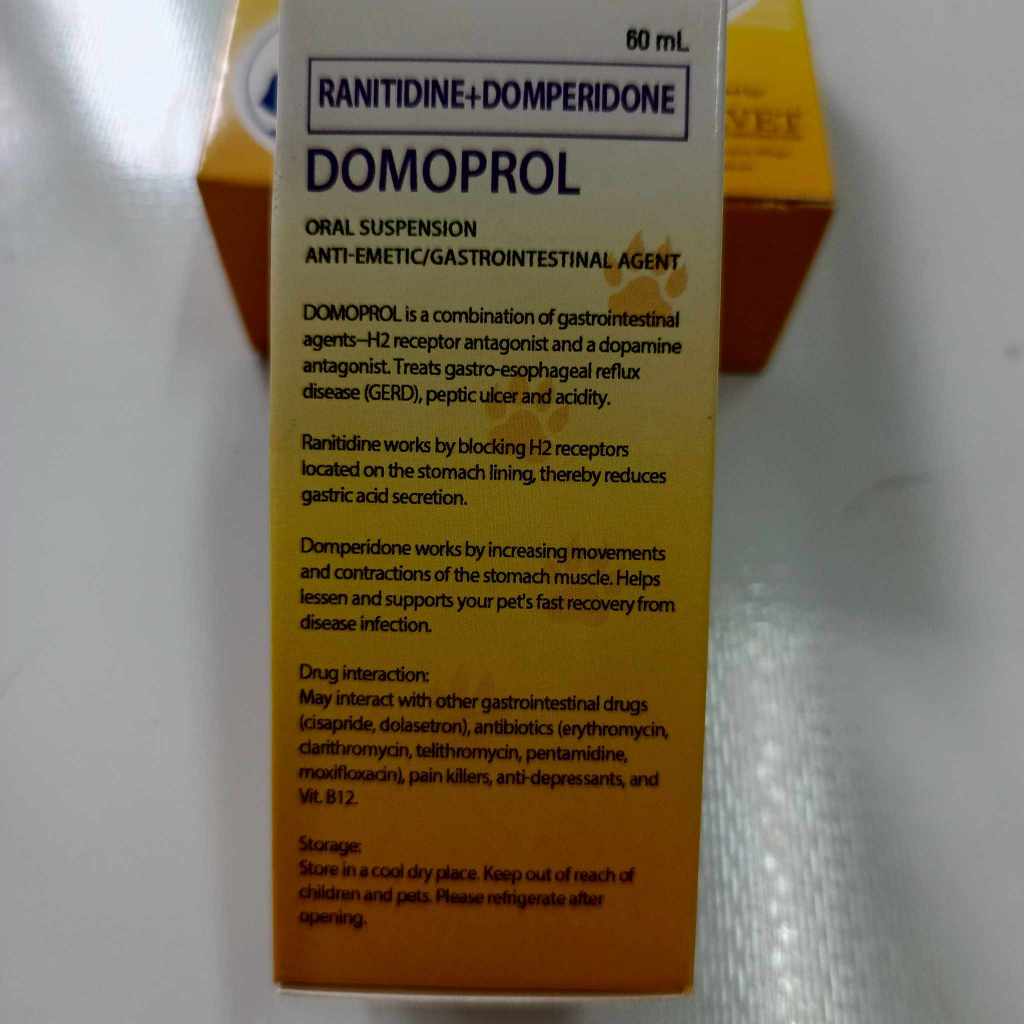 60 mL
RANITIDINE+DOMPERIDONE
DOMOPROL
ORAL SUSPENSION
ANTI-EMETIC/GASTROINTESTINAL AGENT
DOMOPROL is a combination of gastrointestinal
agents–H2 receptor antagonist and a dopamine
antagonist. Treats gastro-esophageal reflux
disease (GERD), peptic ulcer and acidity.
Ranitidine works by blocking H2 receptors
located on the stomach lining, thereby reduces
gastric acid secretion.
Domperidone works by increasing movements
and contractions of the stomach muscle. Helps
lessen and supports your pet's fast recovery from
disease infection.
Drug interaction:
May interact with other gastrointestinal drugs
(cisapride, dolasetron), antibiotics (erythromycin,
clarithromycin, telithromycin, pentamidine,
moxifloxacin), pain killers, anti-depressants, and
Vit. B12.
Storage:
Store in a cool dry place. Keep out of reach of
children and pets. Please refrigerate after
opening.
VET